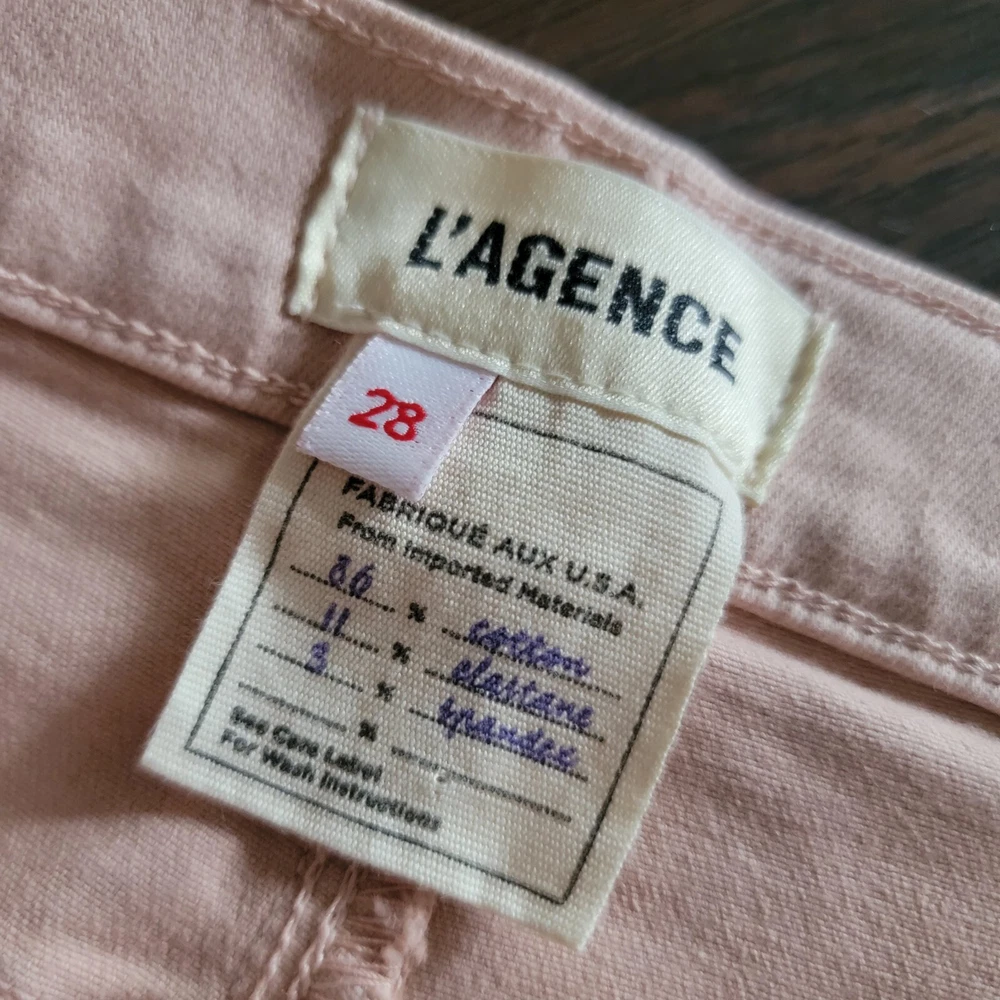 L'AGENCE
28
FABRIQUÉ AUX U.S.A.
From Imported Materials
86 % cotton
11 % elastane
3 % spandex
%
See Care Label
For Wash Instructions